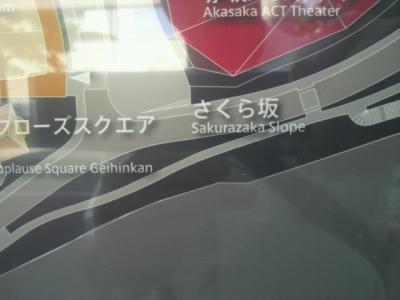 Akasaka ACT Theater
さくら坂
Sakurazaka Slope
フローズスクエア
plause Square Geihinkan